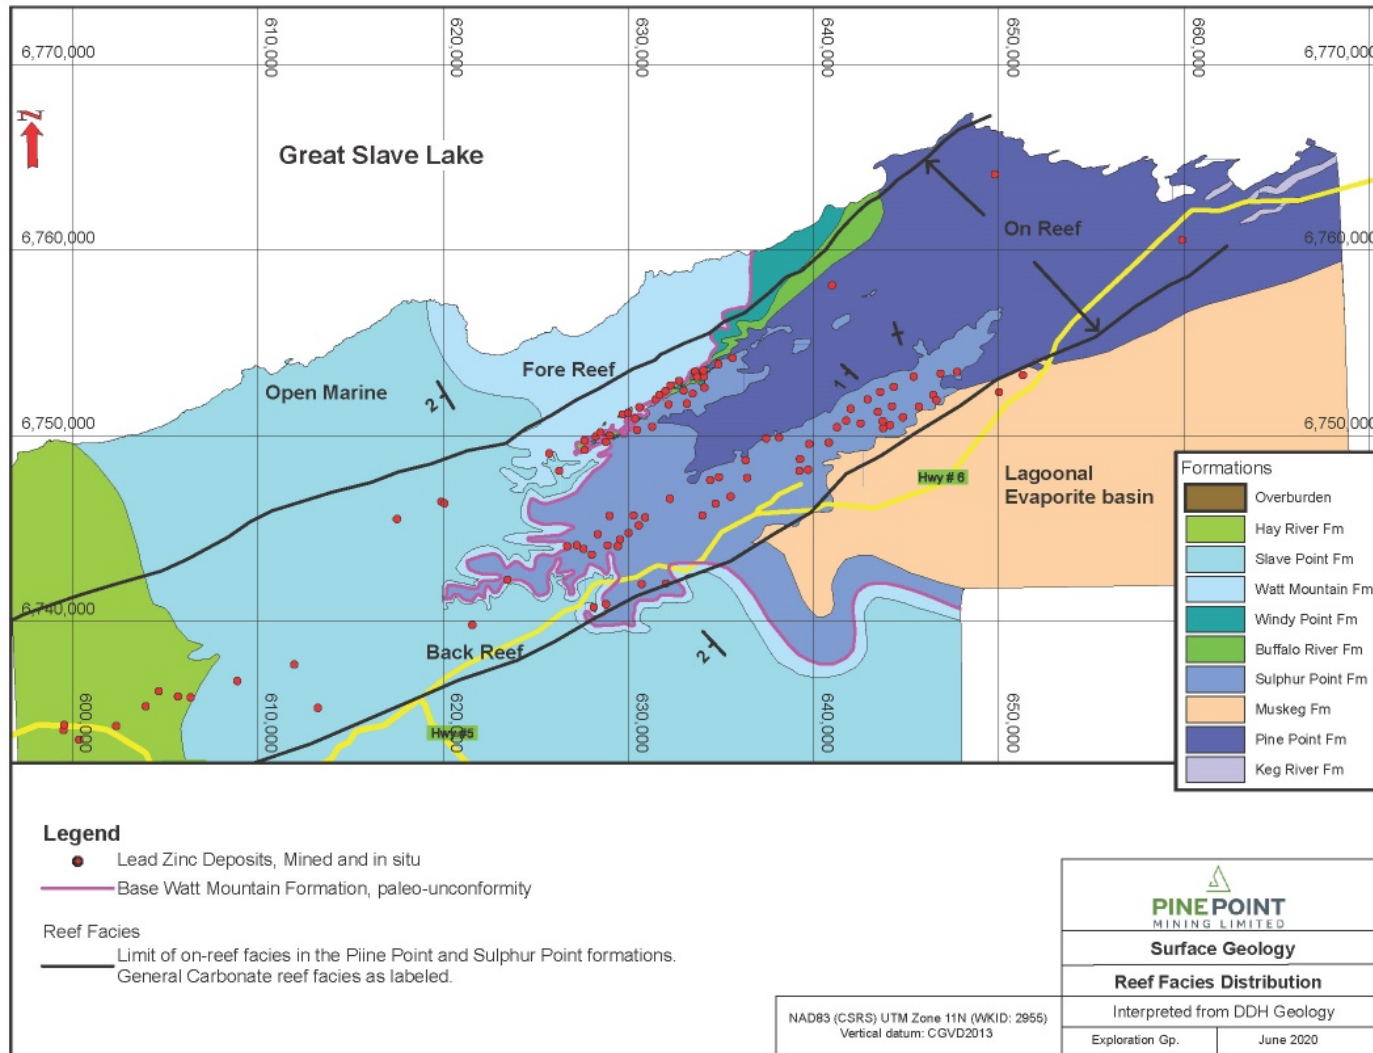 610,000
620,000
630,000
640,000
650,000
660,000
6,770,000
6,770,000
N
Great Slave Lake
On Reef
6,760,000
6,760,000
Fore Reef
Open Marine
2
1
6,750,000
6,750,000
Hwy # 6
Lagoonal
Evaporite basin
Formations
Overburden
Hay River Fm
Slave Point Fm
Watt Mountain Fm
Windy Point Fm
Buffalo River Fm
Sulphur Point Fm
Muskeg Fm
Pine Point Fm
Keg River Fm
6,740,000
Back Reef
2
Hwy #5
600,000
610,000
620,000
630,000
640,000
650,000
Legend
Lead Zinc Deposits, Mined and in situ
Base Watt Mountain Formation, paleo-unconformity
Reef Facies
Limit of on-reef facies in the Piine Point and Sulphur Point formations.
General Carbonate reef facies as labeled.
PINE POINT
MINING LIMITED
Surface Geology
Reef Facies Distribution
Interpreted from DDH Geology
Exploration Gp.
June 2020
NAD83 (CSRS) UTM Zone 11N (WKID: 2955)
Vertical datum: CGVD2013